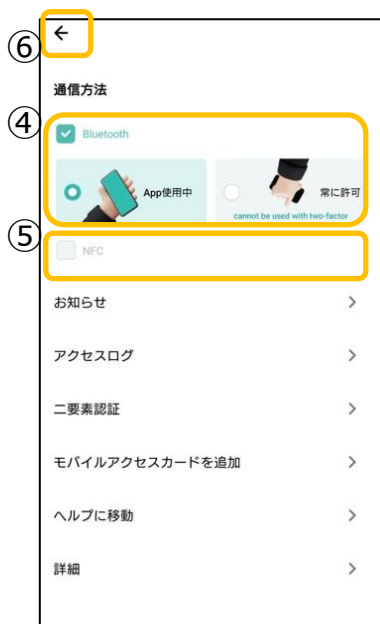 ⑥
通信方法
④
Bluetooth
App使用中
常に許可
cannot be used with two-factor
⑤
NFC
お知らせ
アクセスログ
二要素認証
モバイルアクセスカードを追加
ヘルプに移動
詳細